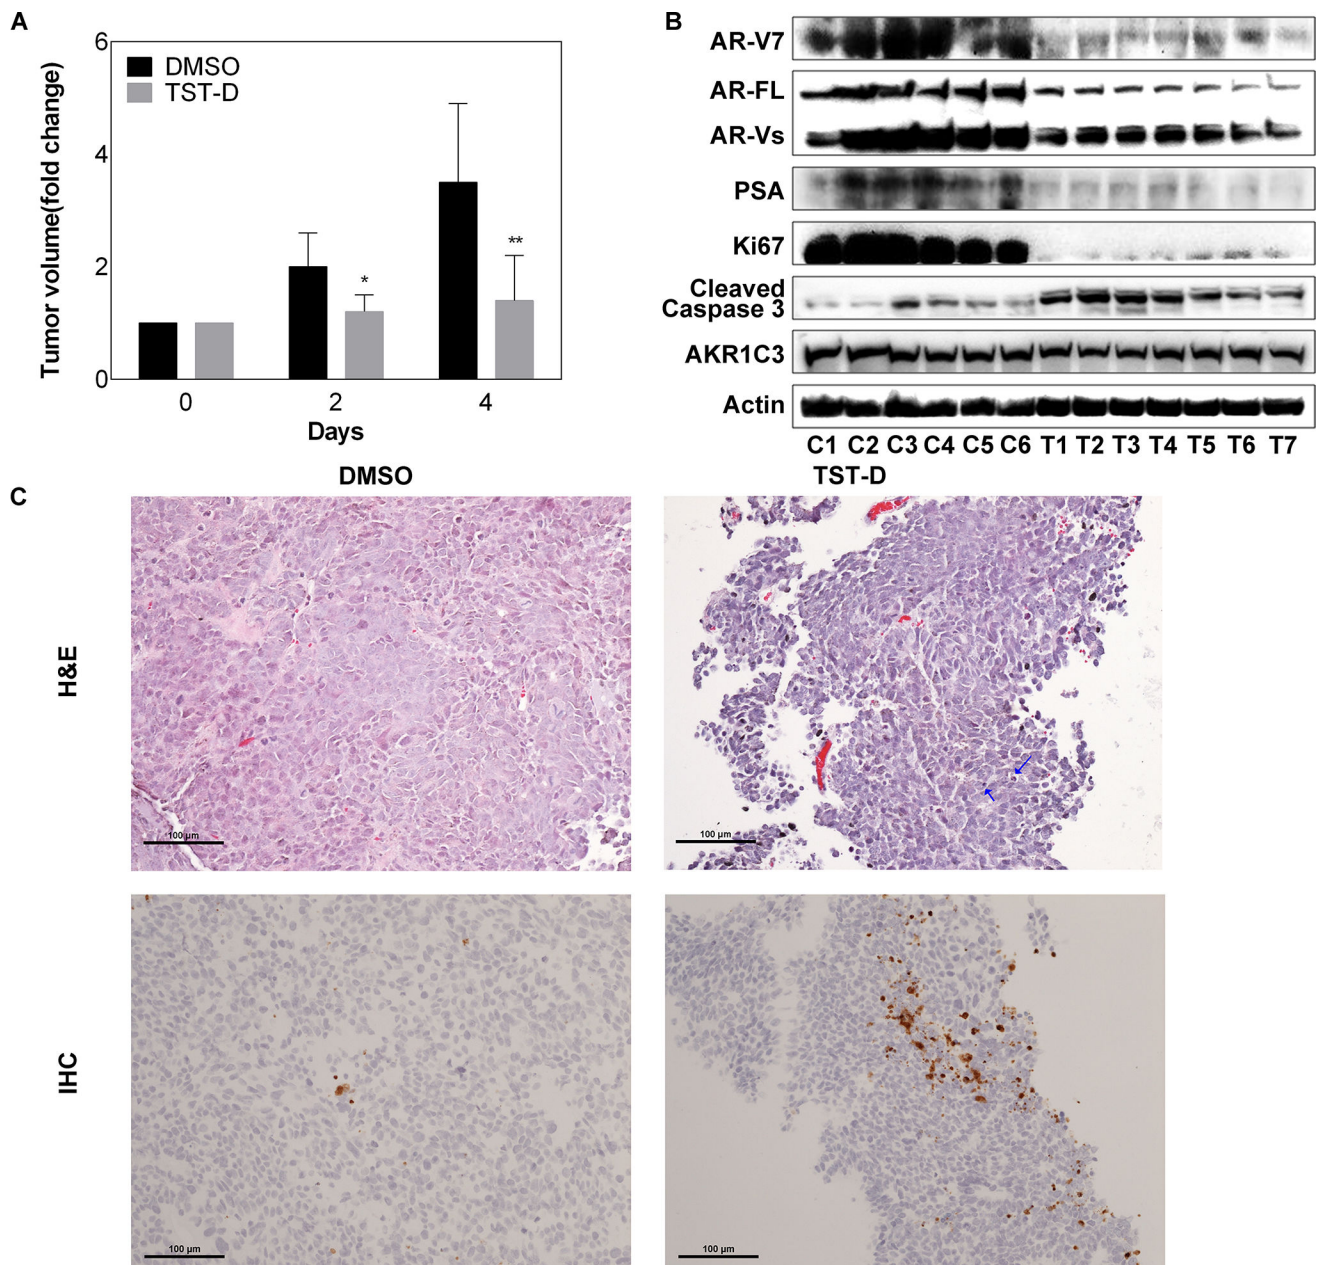 A
6
4
2
0
Tumor volume(fold change)
DMSO
TST-D
*
**
0 2 4
Days
B
AR-V7
AR-FL
AR-Vs
PSA
Ki67
Cleaved
Caspase 3
AKR1C3
Actin
C1 C2 C3 C4 C5 C6 T1 T2 T3 T4 T5 T6 T7
C
DMSO TST-D
H&E
100 µm 100 µm
IHC
100 µm 100 µm